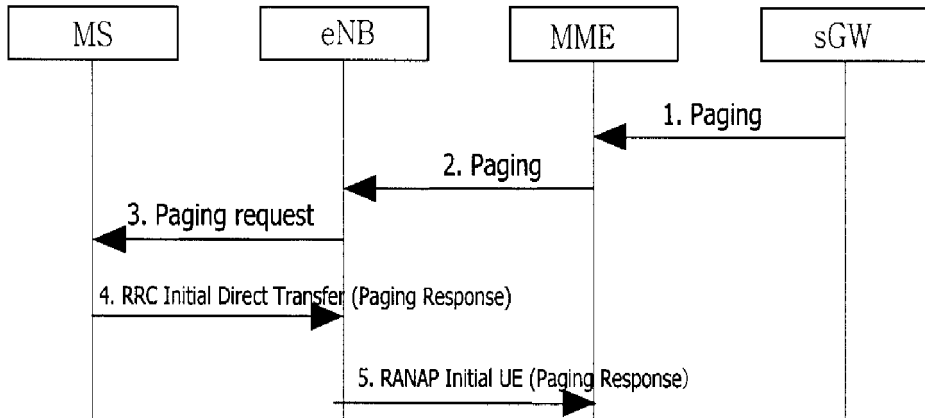 MS
eNB
MME
sGW
1. Paging
2. Paging
3. Paging request
4. RRC Initial Direct Transfer (Paging Response)
5. RANAP Initial UE (Paging Response)